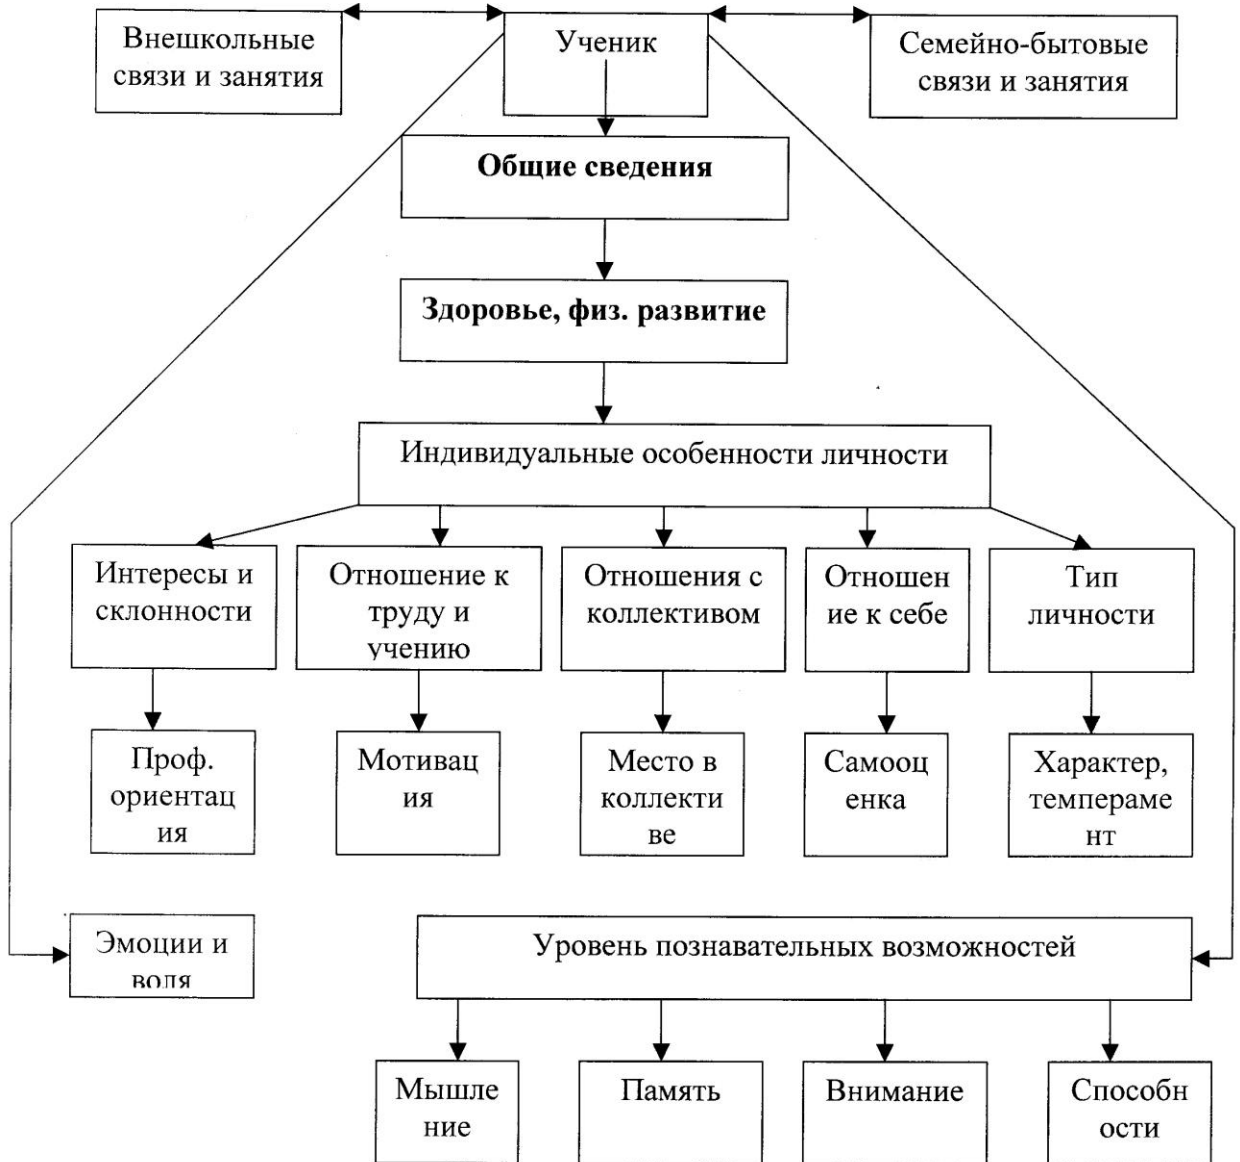 Внешкольные
связи и занятия
Ученик
Семейно-бытовые
связи и занятия
Общие сведения
Здоровье, физ. развитие
Индивидуальные особенности личности
Интересы и
склонности
Отношение к
труду и
учению
Отношения с
коллективом
Отношен
ие к себе
Тип
личности
Проф.
ориентац
ия
Мотивац
ия
Место в
коллекти
ве
Самооц
енка
Характер,
темпераме
нт
Эмоции и
воля
Уровень познавательных возможностей
Мышле
ние
Память
Внимание
Способн
ости